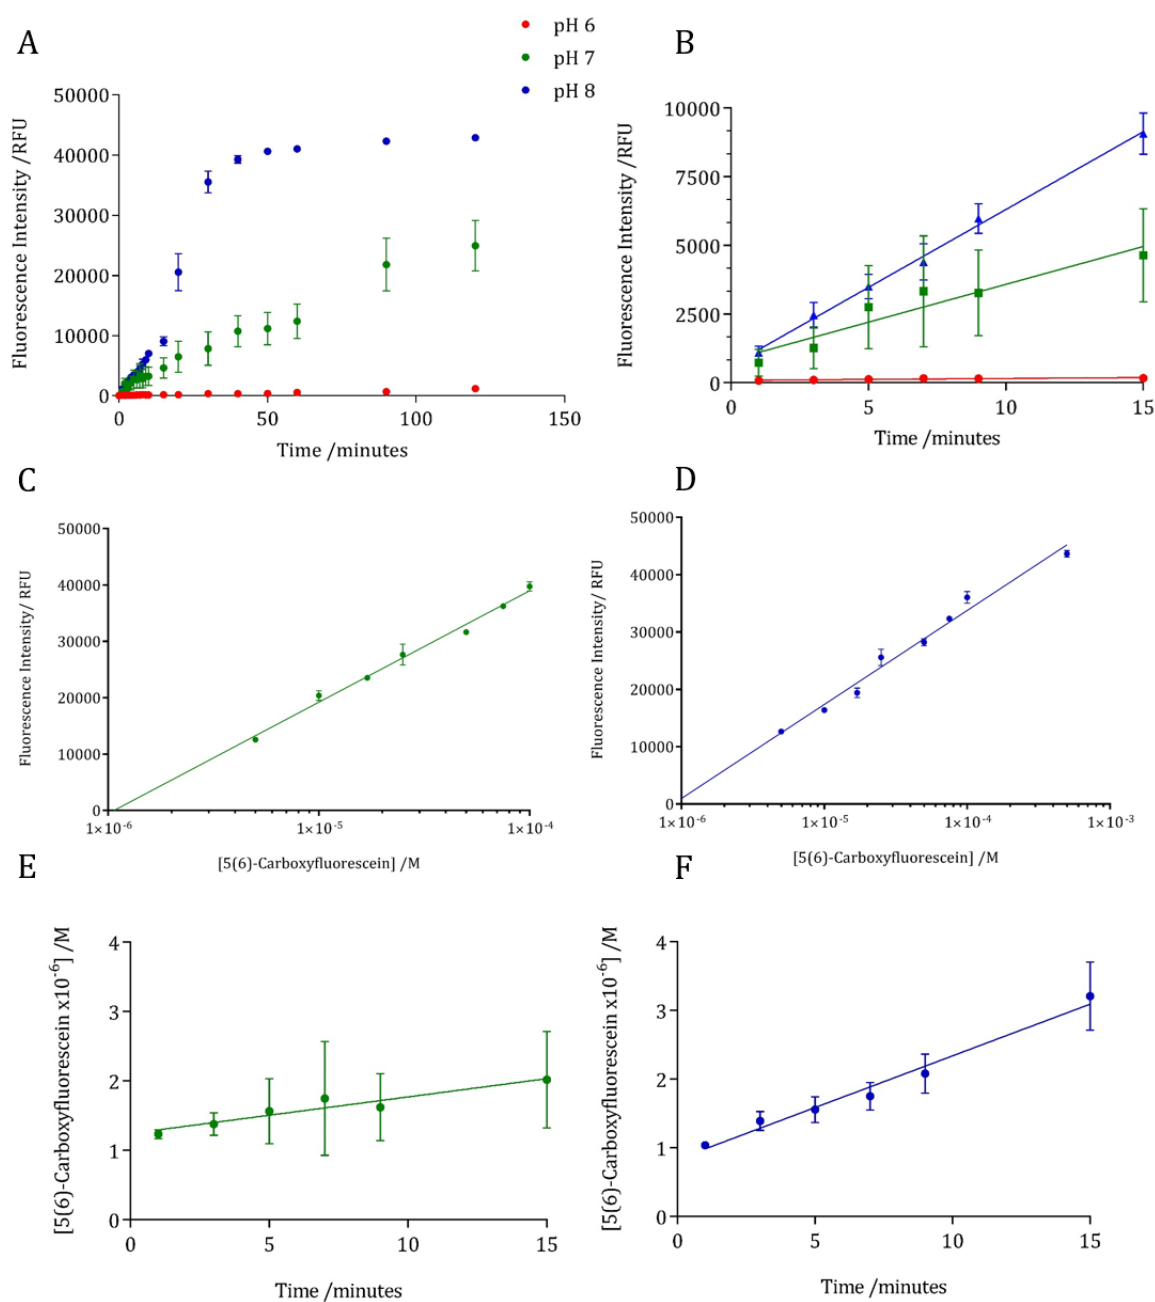 A
pH 6
pH 7
pH 8
B
50000
40000
30000
20000
10000
0
Fluorescence Intensity /RFU
0 50 100 150
Time /minutes
10000
7500
5000
2500
0
Fluorescence Intensity /RFU
0 5 10 15
Time /minutes
C
50000
40000
30000
20000
10000
0
Fluorescence Intensity/ RFU
1×10⁻⁶ 1×10⁻⁵ 1×10⁻⁴
[5(6)-Carboxyfluorescein] /M
D
50000
40000
30000
20000
10000
0
Fluorescence Intensity/ RFU
1×10⁻⁶ 1×10⁻⁵ 1×10⁻⁴ 1×10⁻³
[5(6)-Carboxyfluorescein] /M
E
4
3
2
1
0
[5(6)-Carboxyfluorescein x10⁻⁶] /M
0 5 10 15
Time /minutes
F
4
3
2
1
0
[5(6)-Carboxyfluorescein x10⁻⁶] /M
0 5 10 15
Time /minutes